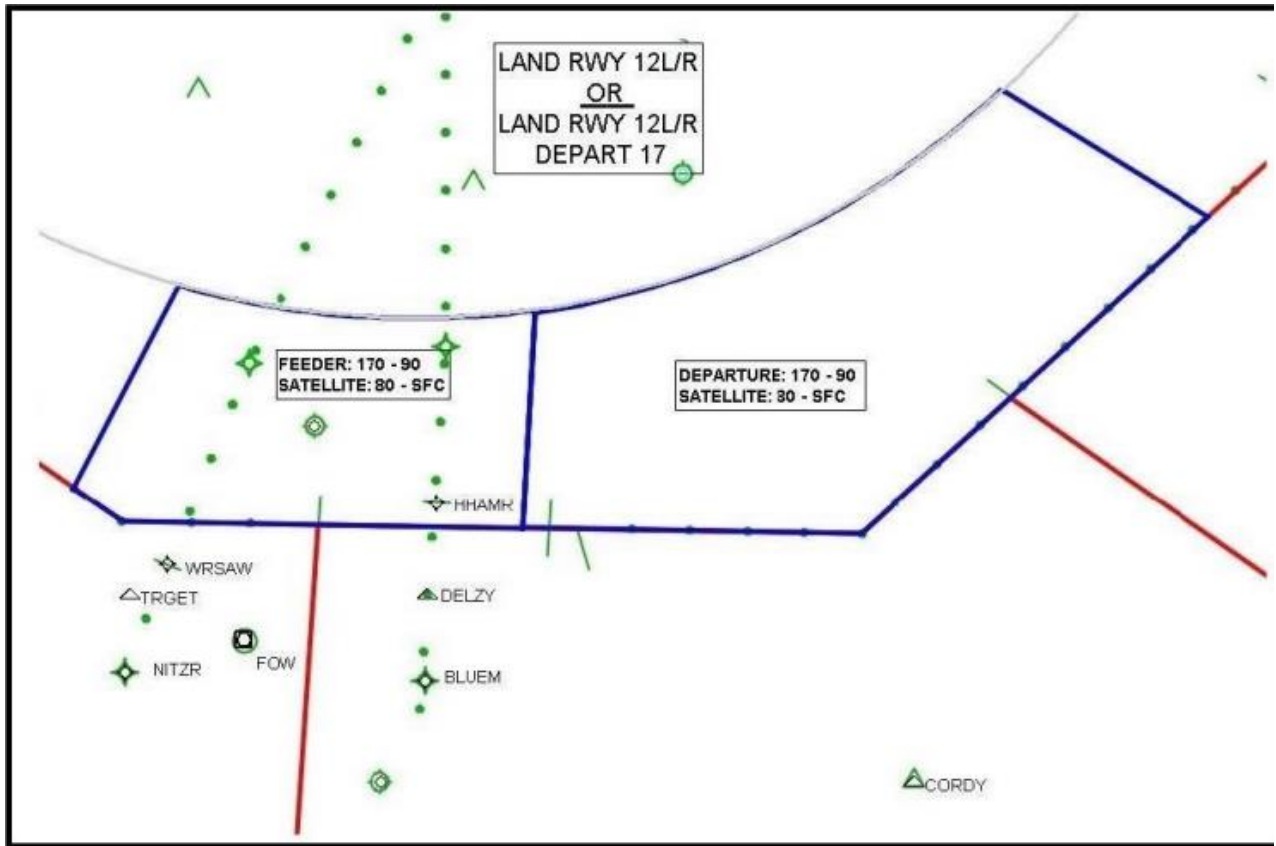 LAND RWY 12L/R
OR
LAND RWY 12L/R
DEPART 17
FEEDER: 170 - 90
SATELLITE: 80 - SFC
DEPARTURE: 170 - 90
SATELLITE: 80 - SFC
HHAMR
WRSAW
TRGET
DELZY
FOW
NITZR
BLUEM
CORDY